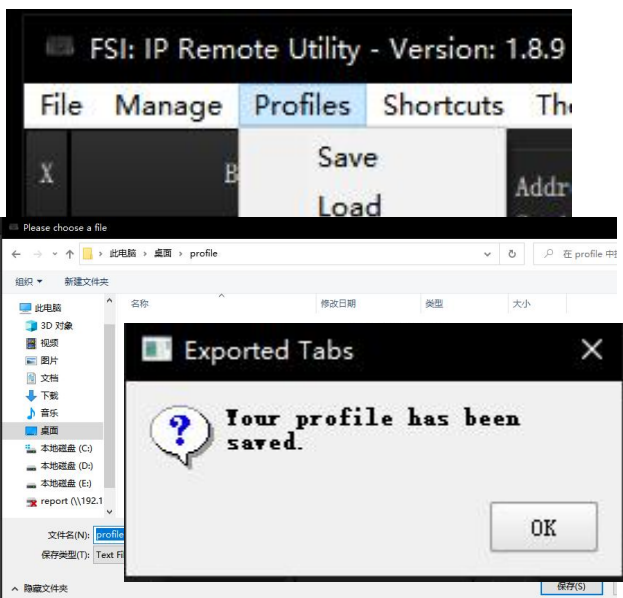 FSI: IP Remote Utility - Version: 1.8.9
File Manage Profiles Shortcuts
X
Save
Load
Please choose a file
此电脑 › 桌面 › profile
在 profile 中
组织 新建文件夹
名称 修改日期 类型 大小
此电脑
3D 对象
视频
图片
文档
下载
音乐
桌面
本地磁盘 (C:)
本地磁盘 (D:)
本地磁盘 (E:)
report (\\192.1
Exported Tabs
Your profile has been
saved.
OK
文件名(N): profile
保存类型(T): Text Fi
隐藏文件夹
保存(S)